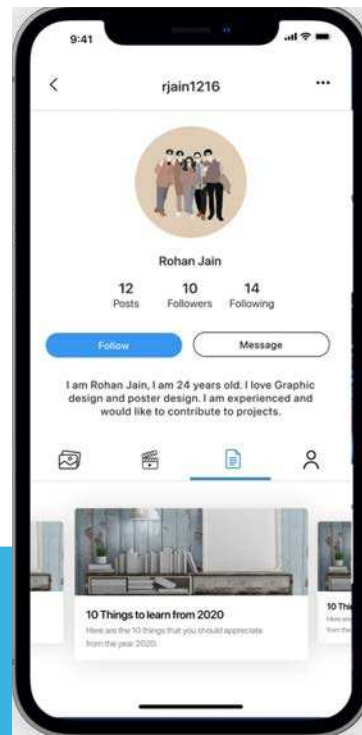 9:41
rjain1216
Rohan Jain
12 10 14
Posts Followers Following
Follow Message
I am Rohan Jain, I am 24 years old. I love Graphic
design and poster design. I am experienced and
would like to contribute to projects.
10 Things to learn from 2020
Here are the 10 things that you should appreciate
from the year 2020.
10 Thi